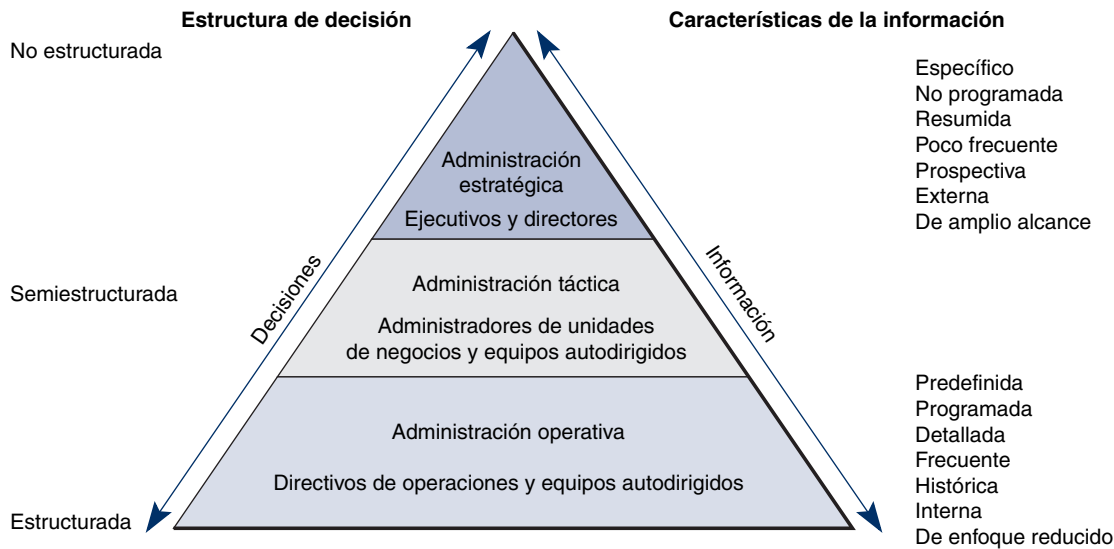 Estructura de decisión
Características de la información
No estructurada
Semiestructurada
Estructurada
Decisiones
Administración
estratégica
Ejecutivos y directores
Administración táctica
Administradores de unidades
de negocios y equipos autodirigidos
Administración operativa
Directivos de operaciones y equipos autodirigidos
Información
Específico
No programada
Resumida
Poco frecuente
Prospectiva
Externa
De amplio alcance
Predefinida
Programada
Detallada
Frecuente
Histórica
Interna
De enfoque reducido